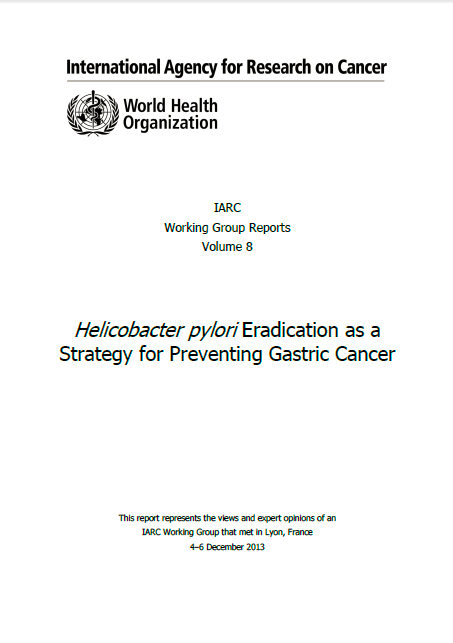 International Agency for Research on Cancer
World Health
Organization
IARC
Working Group Reports
Volume 8
Helicobacter pylori Eradication as a
Strategy for Preventing Gastric Cancer
This report represents the views and expert opinions of an
IARC Working Group that met in Lyon, France
4–6 December 2013